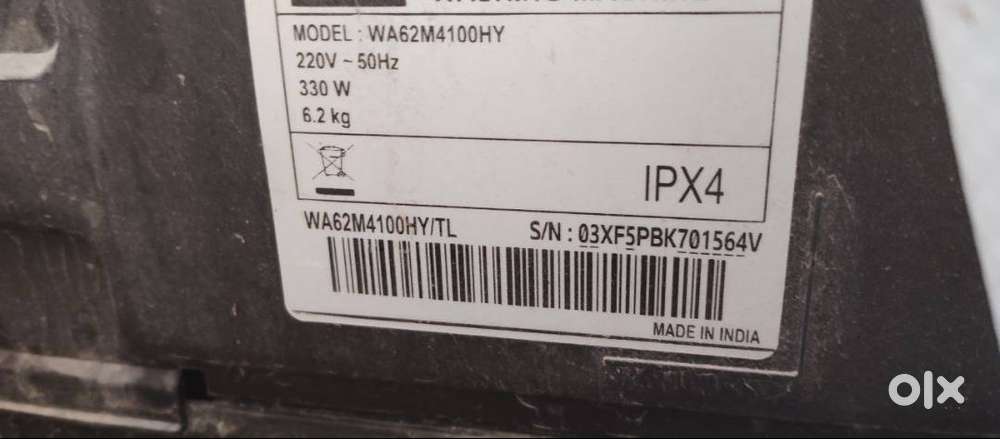 MODEL : WA62M4100HY
220V ~ 50Hz
330 W
6.2 kg
IPX4
WA62M4100HY/TL
S/N : 03XF5PBK701564V
MADE IN INDIA
olx